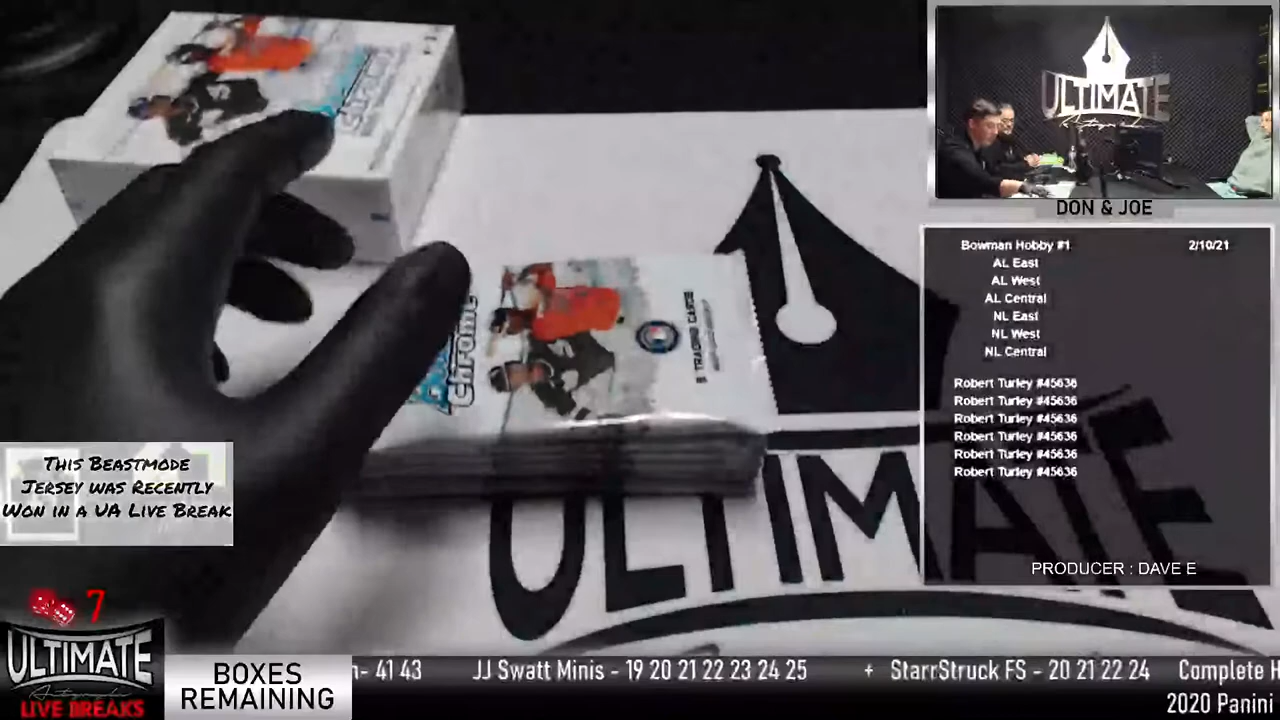 ULTIMATE
DON & JOE
Bowman Hobby #1 2/10/21
AL East
AL West
AL Central
NL East
NL West
NL Central
Robert Turley #45636
Robert Turley #45636
Robert Turley #45636
Robert Turley #45636
Robert Turley #45636
Robert Turley #45636
PRODUCER : DAVE E
Chrome
8 TRADING CARDS
ULTIMATE
THIS BEASTMODE
JERSEY WAS RECENTLY
WON IN A UA LIVE BREAK
7
ULTIMATE
Autographs
LIVE BREAKS
BOXES
REMAINING
- 41 43 JJ Swatt Minis - 19 20 21 22 23 24 25 + StarrStruck FS - 20 21 22 24 Complete H
2020 Panini